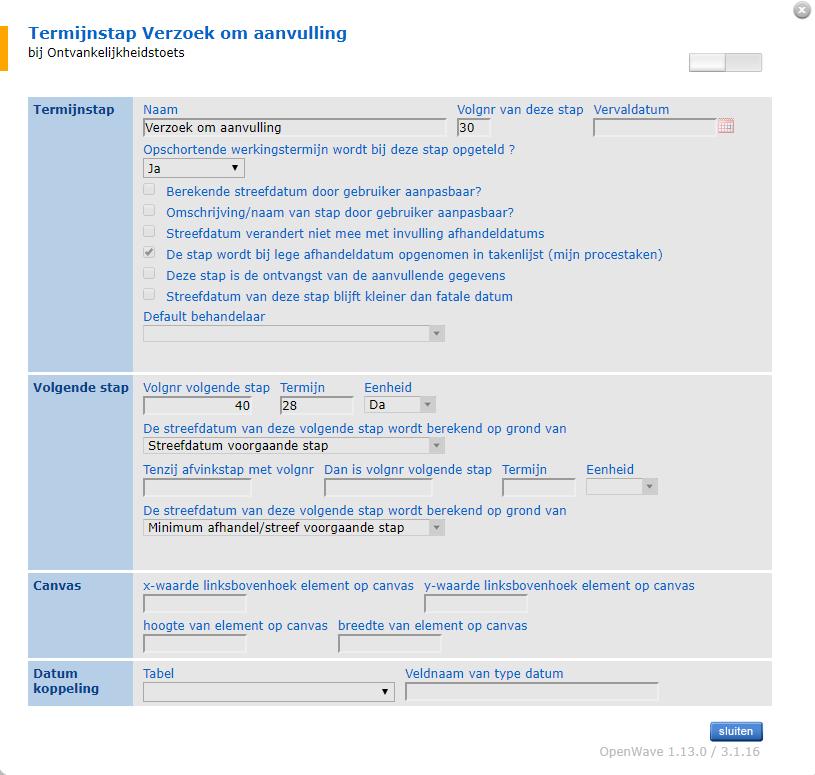 Termijnstap Verzoek om aanvulling
bij Ontvankelijkheidstoets
Termijnstap
Naam Volgnr van deze stap Vervaldatum
Verzoek om aanvulling 30
Opschortende werkingstermijn wordt bij deze stap opgeteld ?
Ja
Berekende streefdatum door gebruiker aanpasbaar?
Omschrijving/naam van stap door gebruiker aanpasbaar?
Streefdatum verandert niet mee met invulling afhandeldatums
De stap wordt bij lege afhandeldatum opgenomen in takenlijst (mijn procestaken)
Deze stap is de ontvangst van de aanvullende gegevens
Streefdatum van deze stap blijft kleiner dan fatale datum
Default behandelaar
Volgende stap
Volgnr volgende stap Termijn Eenheid
40 28 Da
De streefdatum van deze volgende stap wordt berekend op grond van
Streefdatum voorgaande stap
Tenzij afvinkstap met volgnr Dan is volgnr volgende stap Termijn Eenheid
De streefdatum van deze volgende stap wordt berekend op grond van
Minimum afhandel/streef voorgaande stap
Canvas
x-waarde linksbovenhoek element op canvas y-waarde linksbovenhoek element op canvas
hoogte van element op canvas breedte van element op canvas
Datum koppeling
Tabel Veldnaam van type datum
sluiten
OpenWave 1.13.0 / 3.1.16